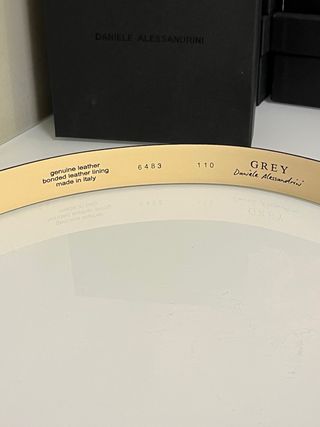 DANIELE ALESSANDRINI
genuine leather
bonded leather lining
made in italy
6483
110
GREY
Daniele Alessandrini